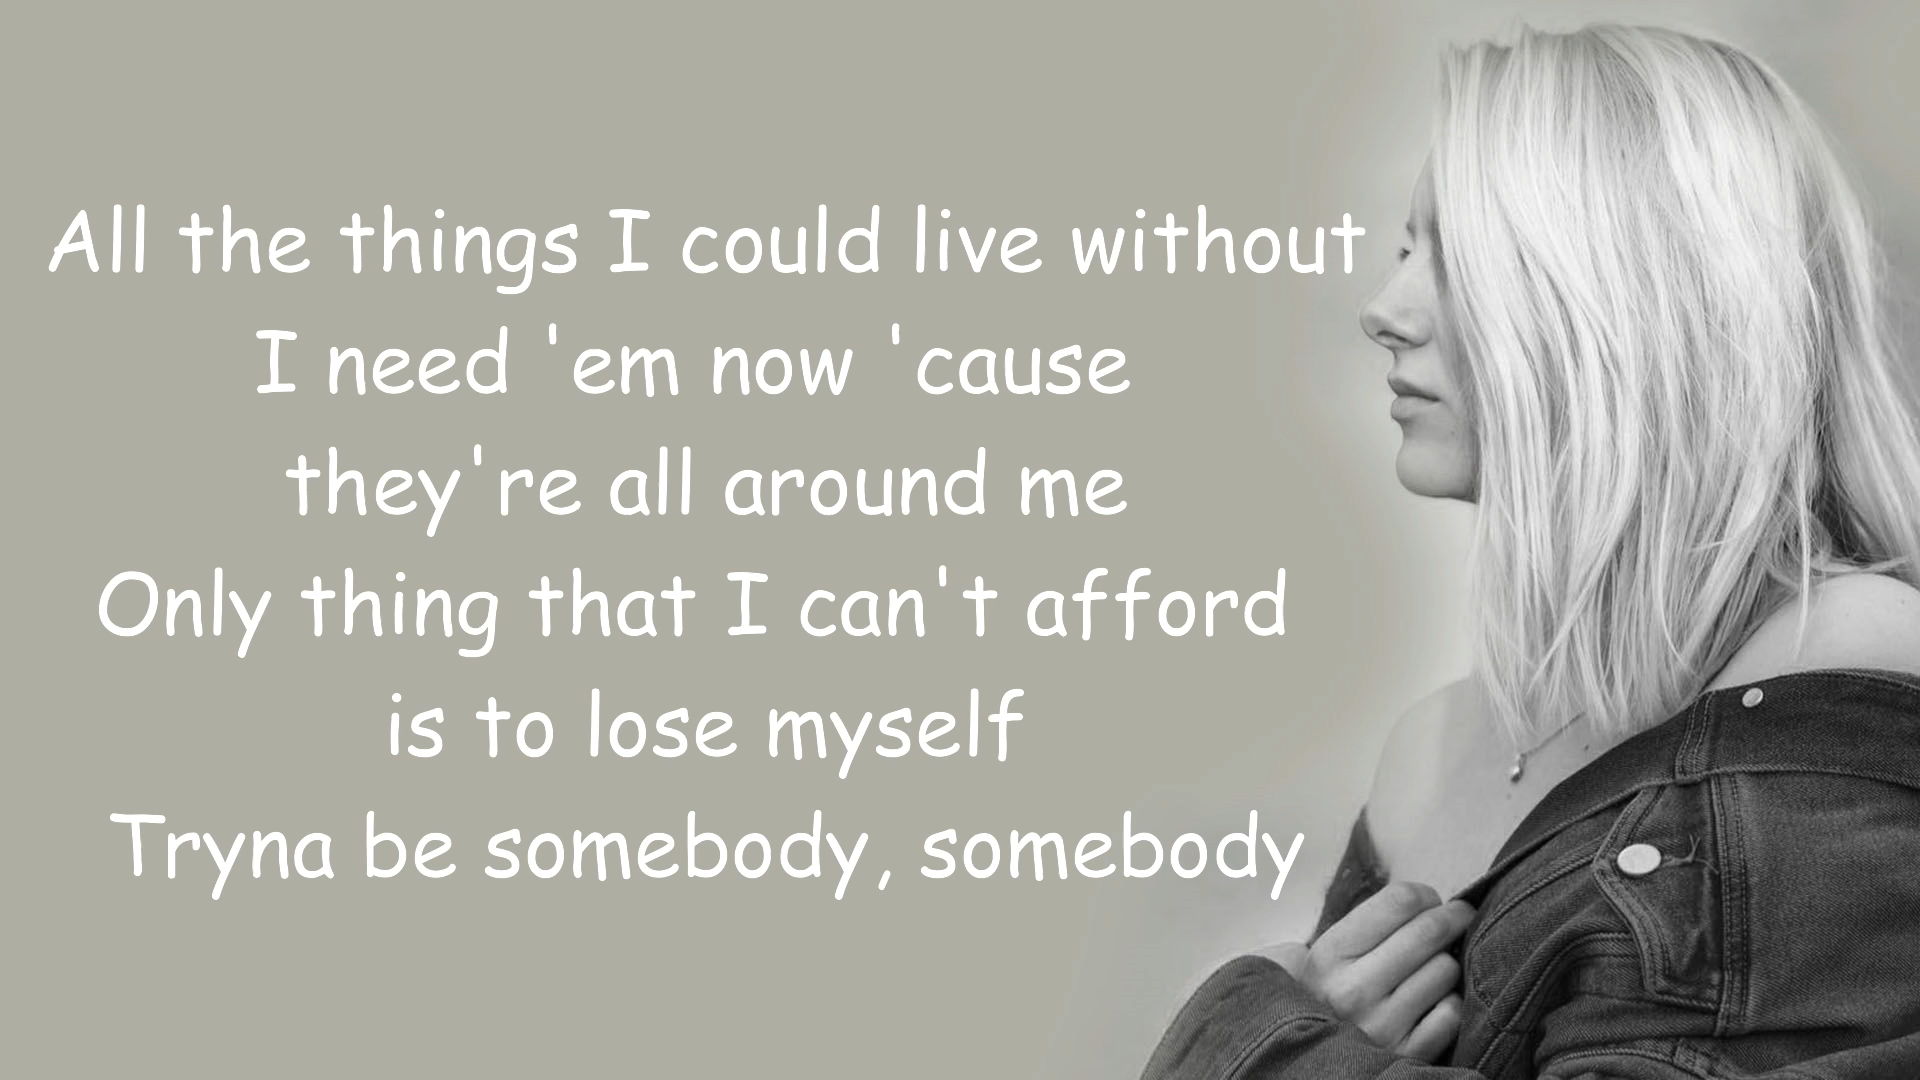 All the things I could live without
I need 'em now 'cause
they're all around me
Only thing that I can't afford
is to lose myself
Tryna be somebody, somebody